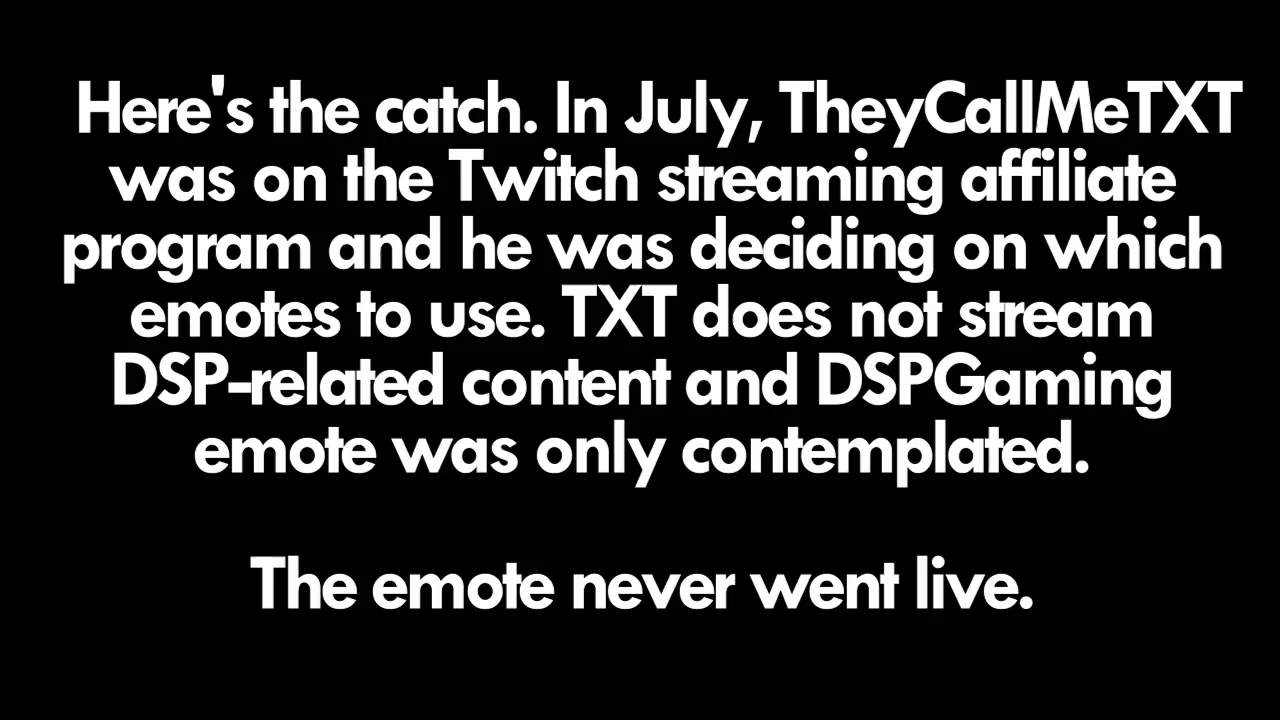 Here's the catch. In July, TheyCallMeTXT
was on the Twitch streaming affiliate
program and he was deciding on which
emotes to use. TXT does not stream
DSP-related content and DSPGaming
emote was only contemplated.
The emote never went live.